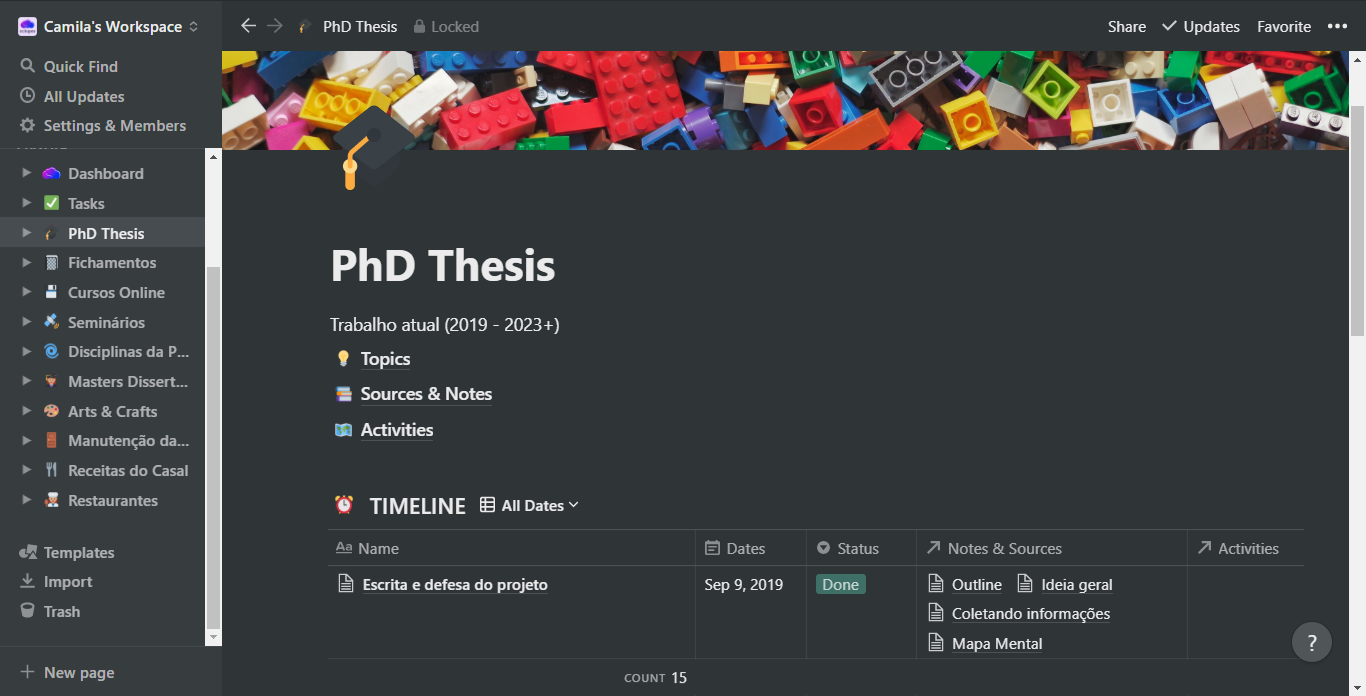 Camila's Workspace
Quick Find
All Updates
Settings & Members
Dashboard
Tasks
PhD Thesis
Fichamentos
Cursos Online
Seminários
Disciplinas da P...
Masters Dissert...
Arts & Crafts
Manutenção da...
Receitas do Casal
Restaurantes
Templates
Import
Trash
+ New page
PhD Thesis Locked
Share Updates Favorite •••
PhD Thesis
Trabalho atual (2019 - 2023+)
Topics
Sources & Notes
Activities
TIMELINE All Dates
Aa Name Dates Status Notes & Sources Activities
Escrita e defesa do projeto Sep 9, 2019 Done Outline Ideia geral
Coletando informações
Mapa Mental
COUNT 15
?